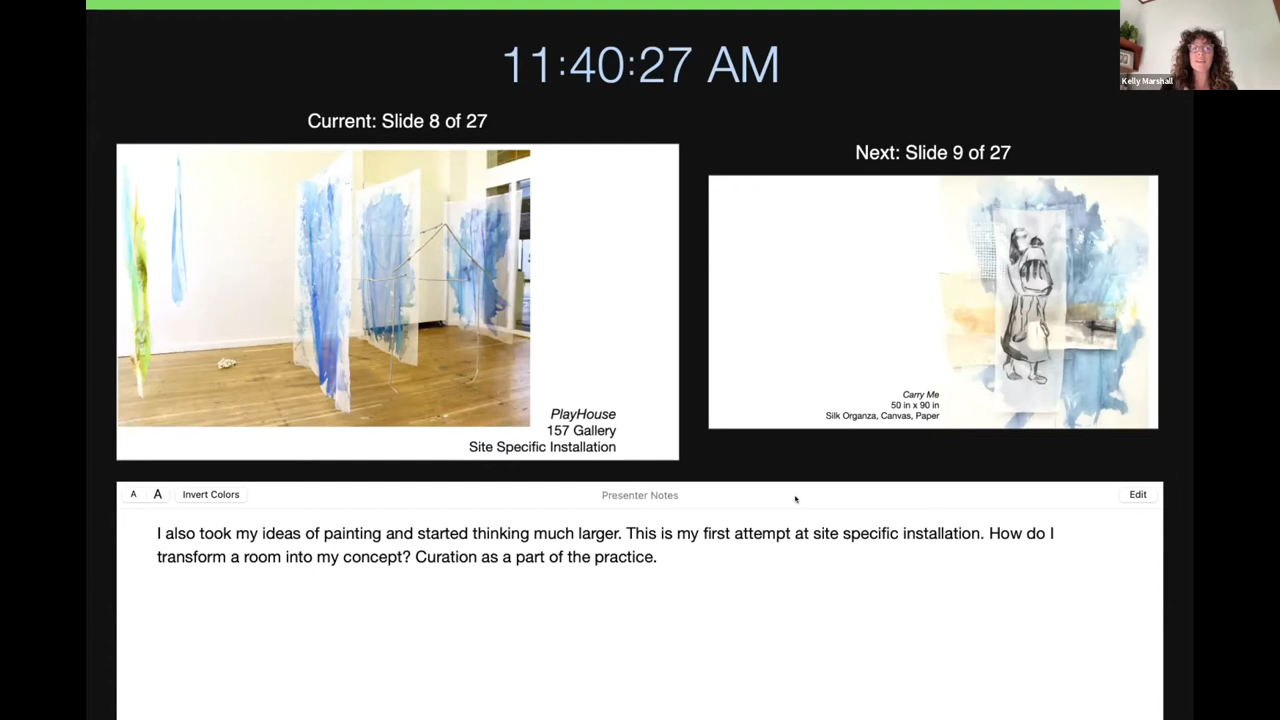 11:40:27 AM
Kelly Marshall
Current: Slide 8 of 27
Next: Slide 9 of 27
PlayHouse
157 Gallery
Site Specific Installation
Carry Me
50 in x 90 in
Silk Organza, Canvas, Paper
A A Invert Colors Presenter Notes Edit
I also took my ideas of painting and started thinking much larger. This is my first attempt at site specific installation. How do I
transform a room into my concept? Curation as a part of the practice.